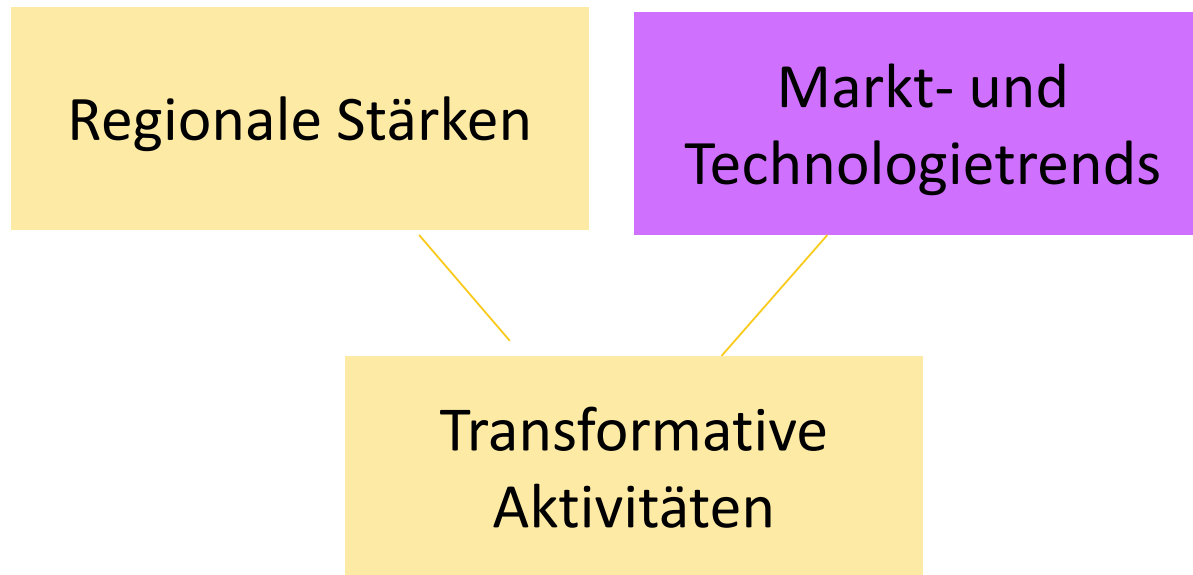 Regionale Stärken
Markt- und
Technologietrends
Transformative
Aktivitäten